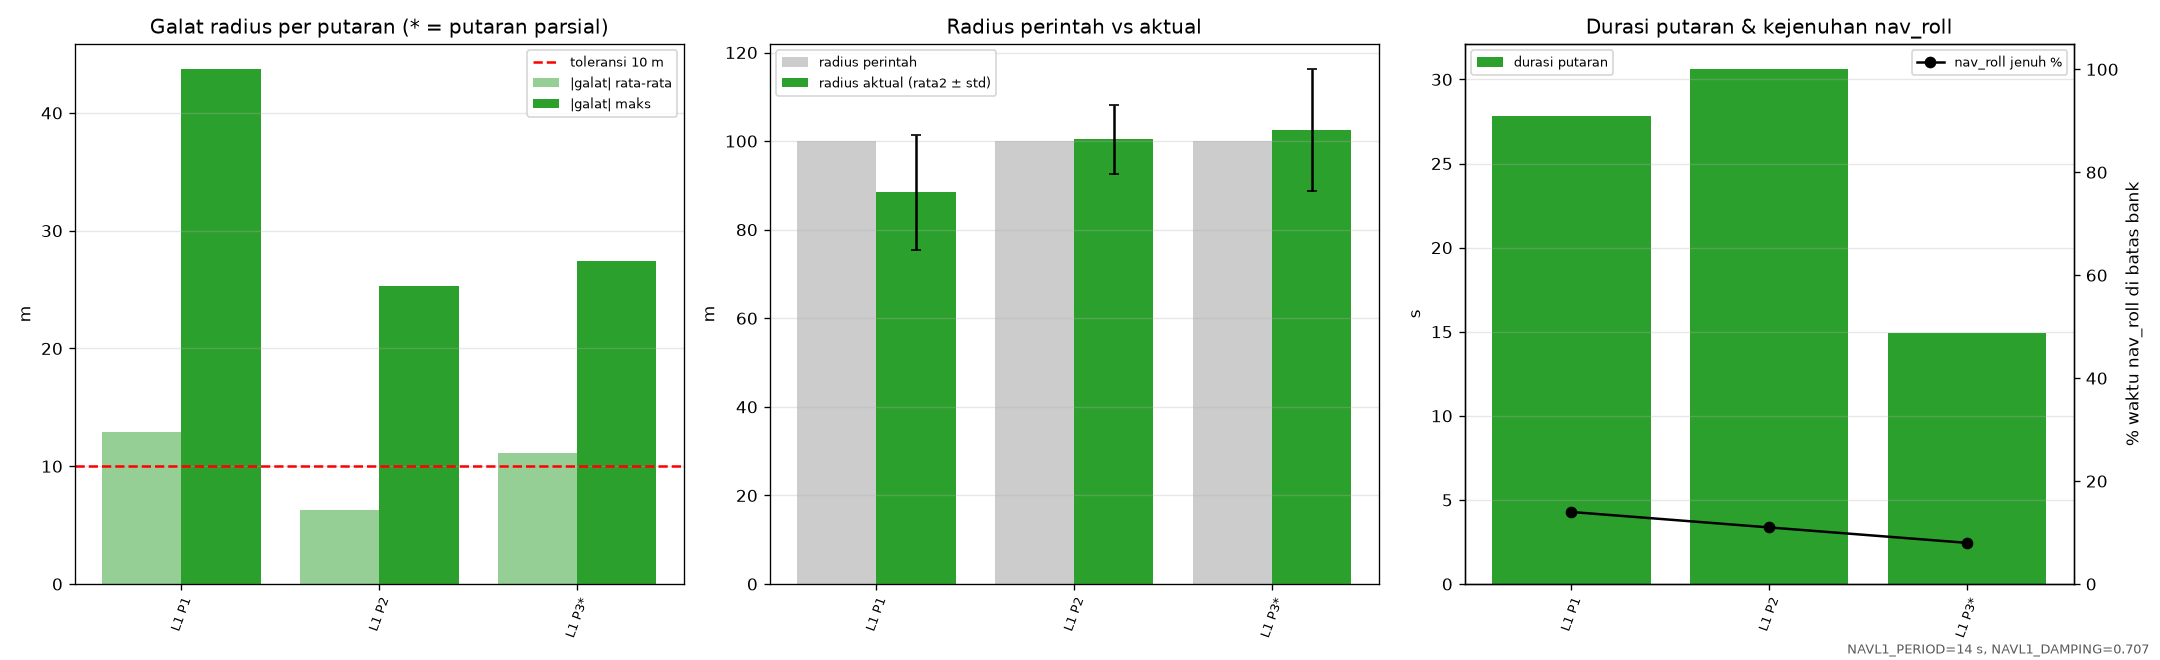 Galat radius per putaran (* = putaran parsial)
toleransi 10 m
|galat| rata-rata
|galat| maks
m
40
30
20
10
0
L1 P1
L1 P2
L1 P3*
Radius perintah vs aktual
radius perintah
radius aktual (rata2 ± std)
m
120
100
80
60
40
20
0
L1 P1
L1 P2
L1 P3*
Durasi putaran & kejenuhan nav_roll
durasi putaran
nav_roll jenuh %
s
30
25
20
15
10
5
0
L1 P1
L1 P2
L1 P3*
100
80
60
40
20
0
% waktu nav_roll di batas bank
NAVL1_PERIOD=14 s, NAVL1_DAMPING=0.707